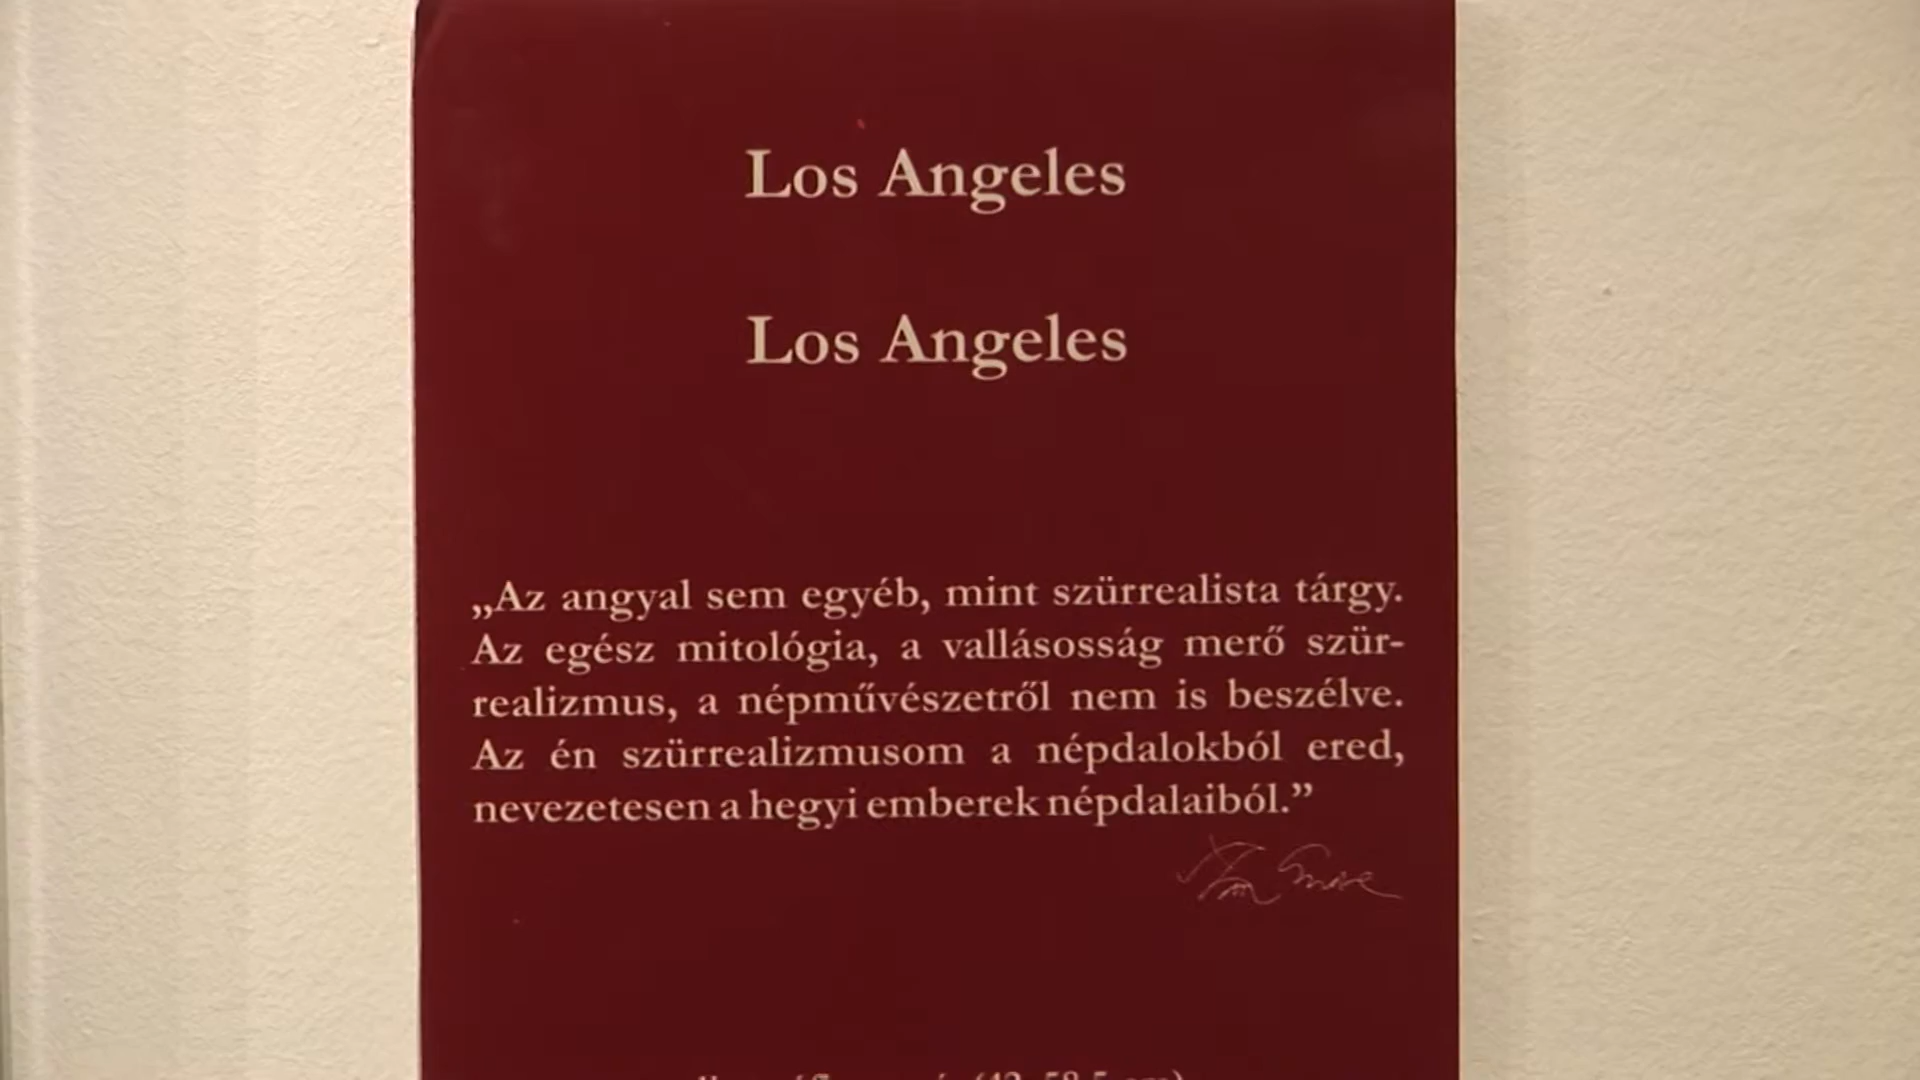 Los Angeles
Los Angeles
„Az angyal sem egyéb, mint szürrealista tárgy.
Az egész mitológia, a vallásosság merő szür-
realizmus, a népművészetről nem is beszélve.
Az én szürrealizmusom a népdalokból ered,
nevezetesen a hegyi emberek népdalaiból.”